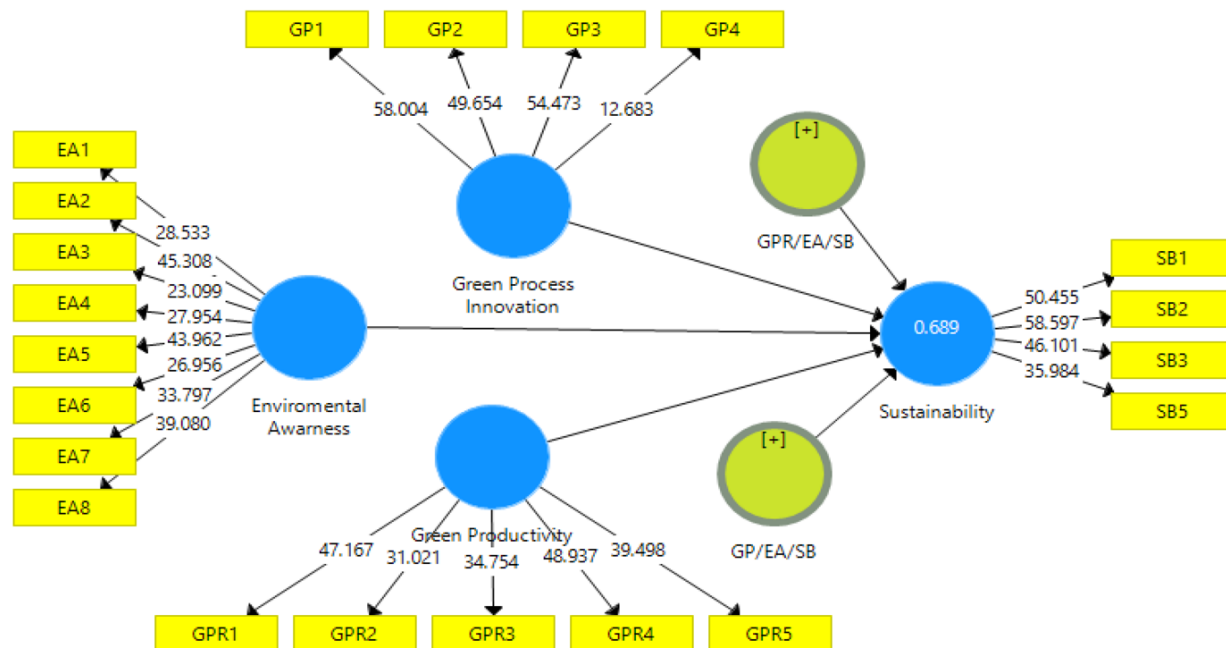 GP1
GP2
GP3
GP4
58.004
49.654
54.473
12.683
EA1
EA2
EA3
EA4
EA5
EA6
EA7
EA8
28.533
45.308
23.099
27.954
43.962
26.956
33.797
39.080
Enviromental
Awarness
Green Process
Innovation
[+]
GPR/EA/SB
0.689
Sustainability
50.455
58.597
46.101
35.984
SB1
SB2
SB3
SB5
[+]
GP/EA/SB
Green Productivity
47.167
31.021
34.754
48.937
39.498
GPR1
GPR2
GPR3
GPR4
GPR5